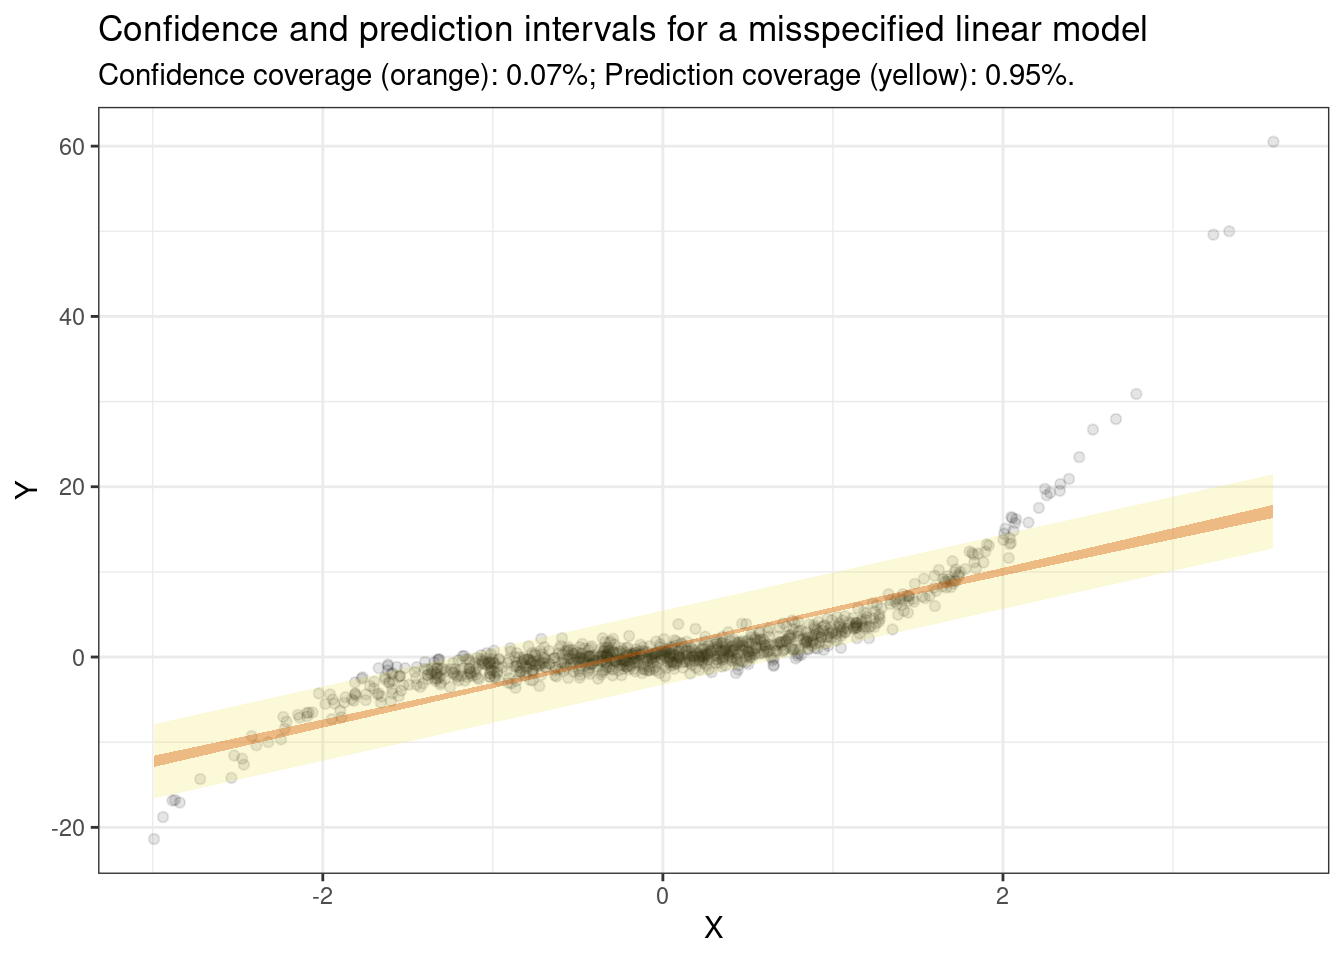 Confidence and prediction intervals for a misspecified linear model
Confidence coverage (orange): 0.07%; Prediction coverage (yellow): 0.95%.
60
40
20
0
-20
Y
-2
0
2
X